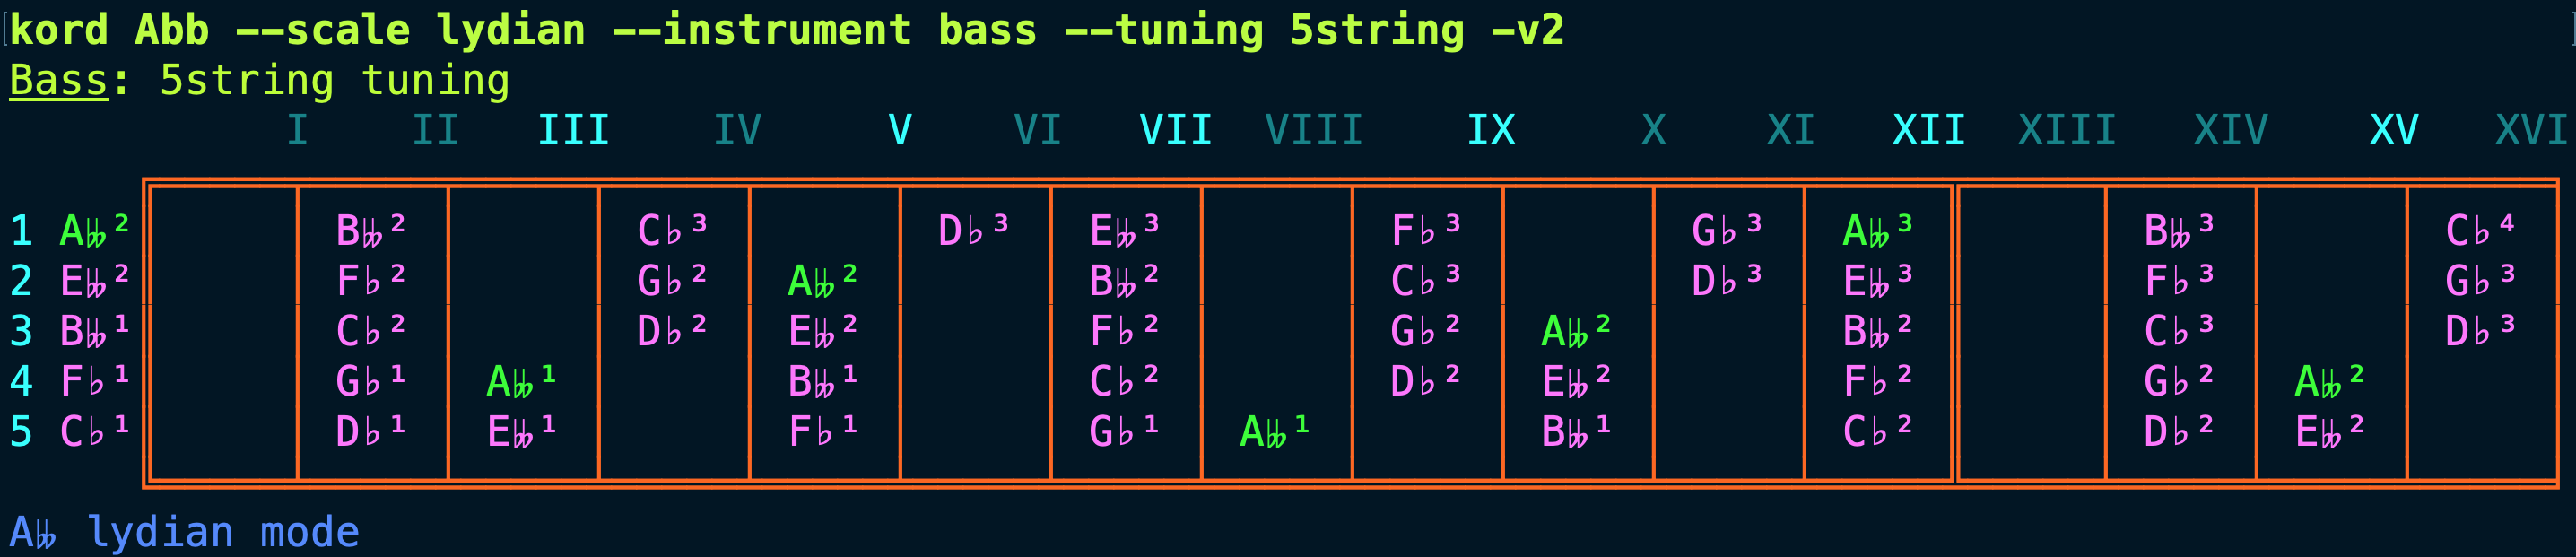 kord Abb --scale lydian --instrument bass --tuning 5string -v2
Bass: 5string tuning
I II III IV V VI VII VIII IX X XI XII XIII XIV XV XVI
1 A𝄫² B𝄫² C♭³ D♭³ E𝄫³ F♭³ G♭³ A𝄫³ B𝄫³ C♭⁴
2 E𝄫² F♭² G♭² A𝄫² B𝄫² C♭³ D♭³ E𝄫³ F♭³ G♭³
3 B𝄫¹ C♭² D♭² E𝄫² F♭² G♭² A𝄫² B𝄫² C♭³ D♭³
4 F♭¹ G♭¹ A𝄫¹ B𝄫¹ C♭² D♭² E𝄫² F♭² G♭² A𝄫²
5 C♭¹ D♭¹ E𝄫¹ F♭¹ G♭¹ A𝄫¹ B𝄫¹ C♭² D♭² E𝄫²
A𝄫 lydian mode